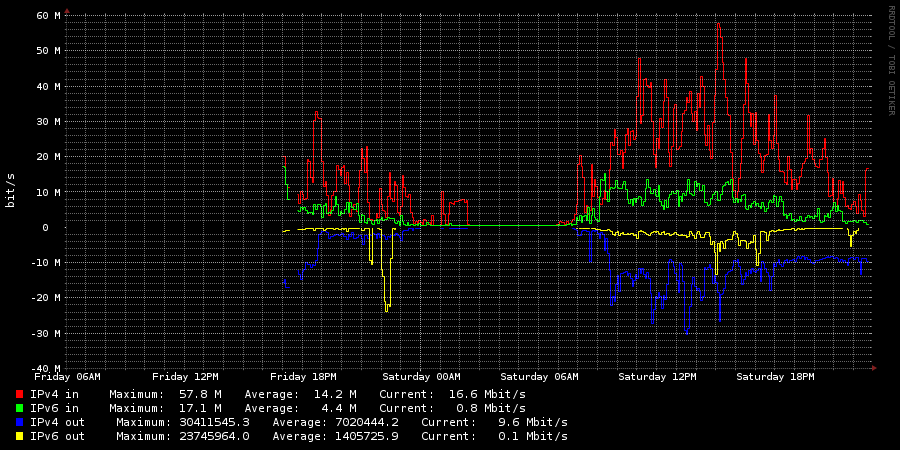 RRDTOOL / TOBI OETIKER
bit/s
60 M
50 M
40 M
30 M
20 M
10 M
0
-10 M
-20 M
-30 M
-40 M
Friday 06AM Friday 12PM Friday 18PM Saturday 00AM Saturday 06AM Saturday 12PM Saturday 18PM
IPv4 in Maximum: 57.8 M Average: 14.2 M Current: 16.6 Mbit/s
IPv6 in Maximum: 17.1 M Average: 4.4 M Current: 0.8 Mbit/s
IPv4 out Maximum: 30411545.3 Average: 7020444.2 Current: 9.6 Mbit/s
IPv6 out Maximum: 23745964.0 Average: 1405725.9 Current: 0.1 Mbit/s